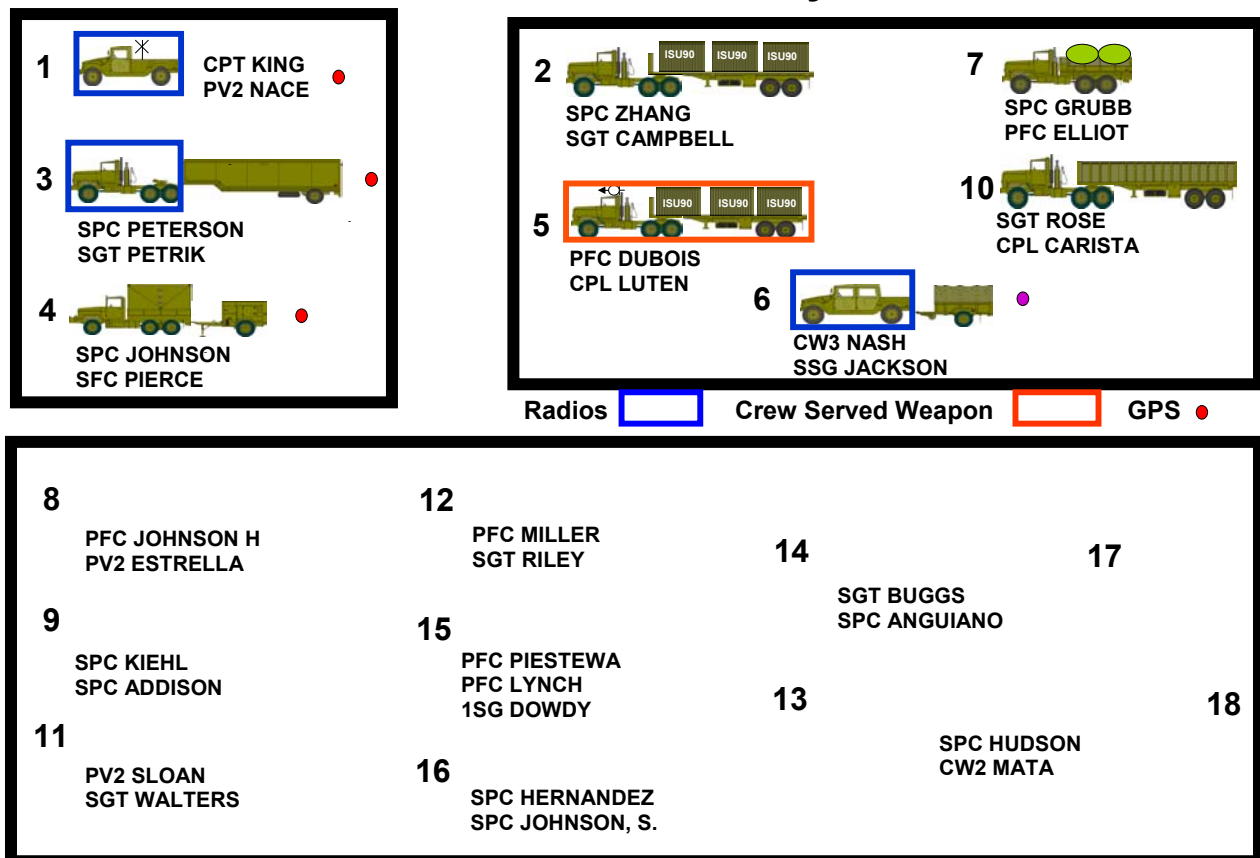 1
CPT KING
PV2 NACE
3
SPC PETERSON
SGT PETRIK
4
SPC JOHNSON
SFC PIERCE
2
ISU90 ISU90 ISU90
SPC ZHANG
SGT CAMPBELL
7
SPC GRUBB
PFC ELLIOT
5
ISU90 ISU90 ISU90
PFC DUBOIS
CPL LUTEN
10
SGT ROSE
CPL CARISTA
6
CW3 NASH
SSG JACKSON
Radios Crew Served Weapon GPS
8
PFC JOHNSON H
PV2 ESTRELLA
9
SPC KIEHL
SPC ADDISON
11
PV2 SLOAN
SGT WALTERS
12
PFC MILLER
SGT RILEY
15
PFC PIESTEWA
PFC LYNCH
1SG DOWDY
16
SPC HERNANDEZ
SPC JOHNSON, S.
14
SGT BUGGS
SPC ANGUIANO
17
13
SPC HUDSON
CW2 MATA
18